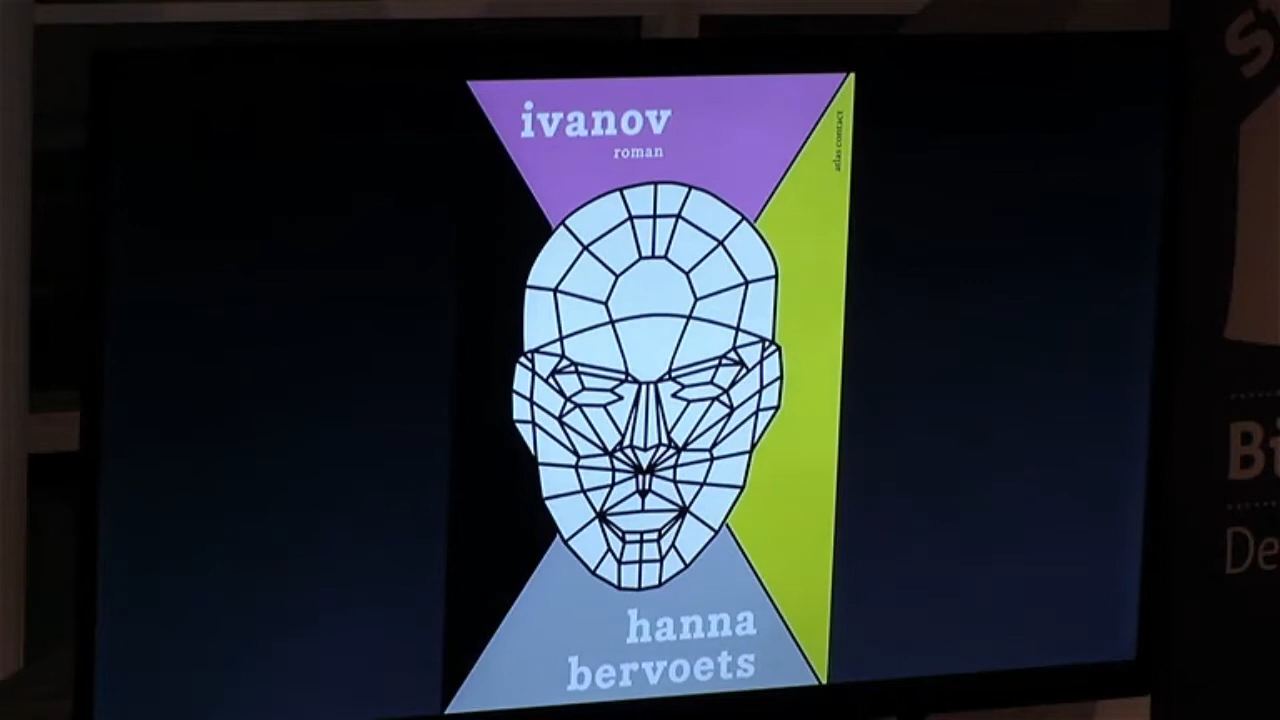 ivanov
roman
atlas contact
hanna
bervoets